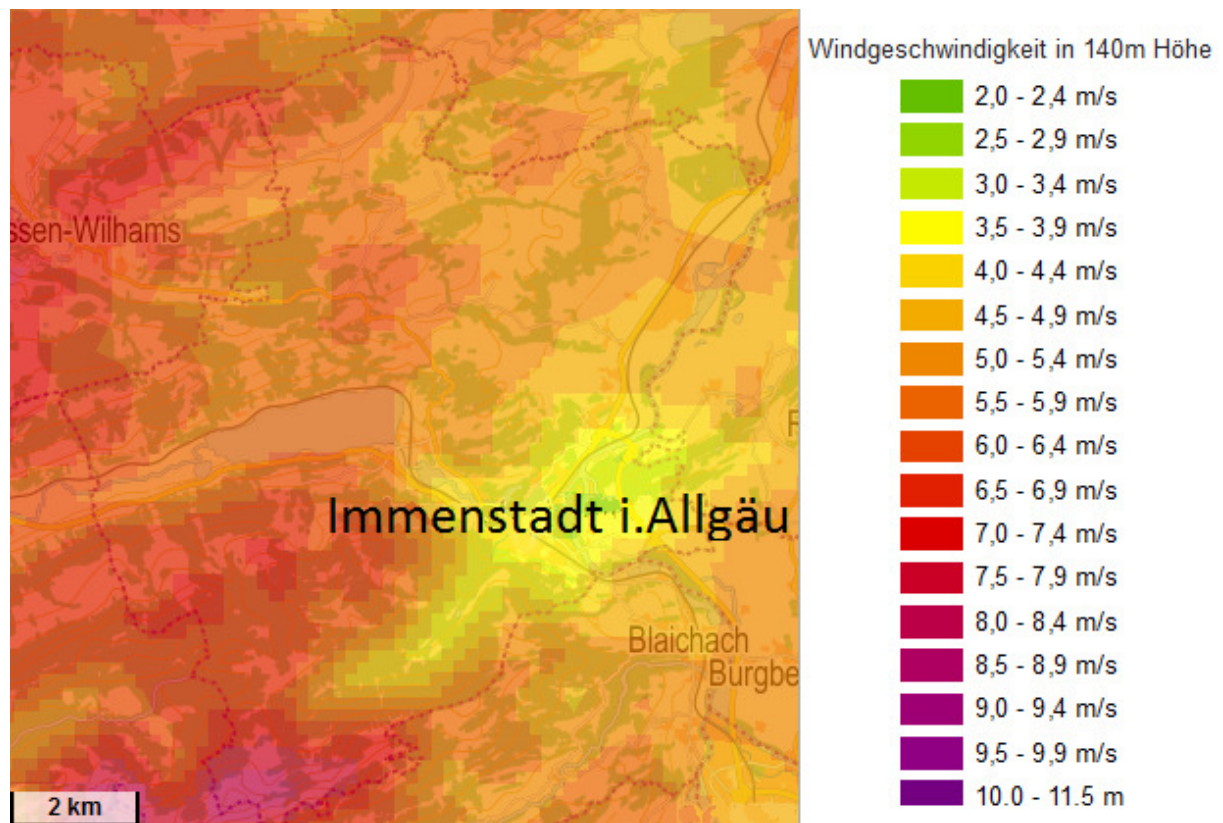 Windgeschwindigkeit in 140m Höhe
2,0 - 2,4 m/s
2,5 - 2,9 m/s
3,0 - 3,4 m/s
3,5 - 3,9 m/s
4,0 - 4,4 m/s
4,5 - 4,9 m/s
5,0 - 5,4 m/s
5,5 - 5,9 m/s
6,0 - 6,4 m/s
6,5 - 6,9 m/s
7,0 - 7,4 m/s
7,5 - 7,9 m/s
8,0 - 8,4 m/s
8,5 - 8,9 m/s
9,0 - 9,4 m/s
9,5 - 9,9 m/s
10.0 - 11.5 m
ssen-Wilhams
R
Immenstadt i.Allgäu
Blaichach
Burgbe
2 km